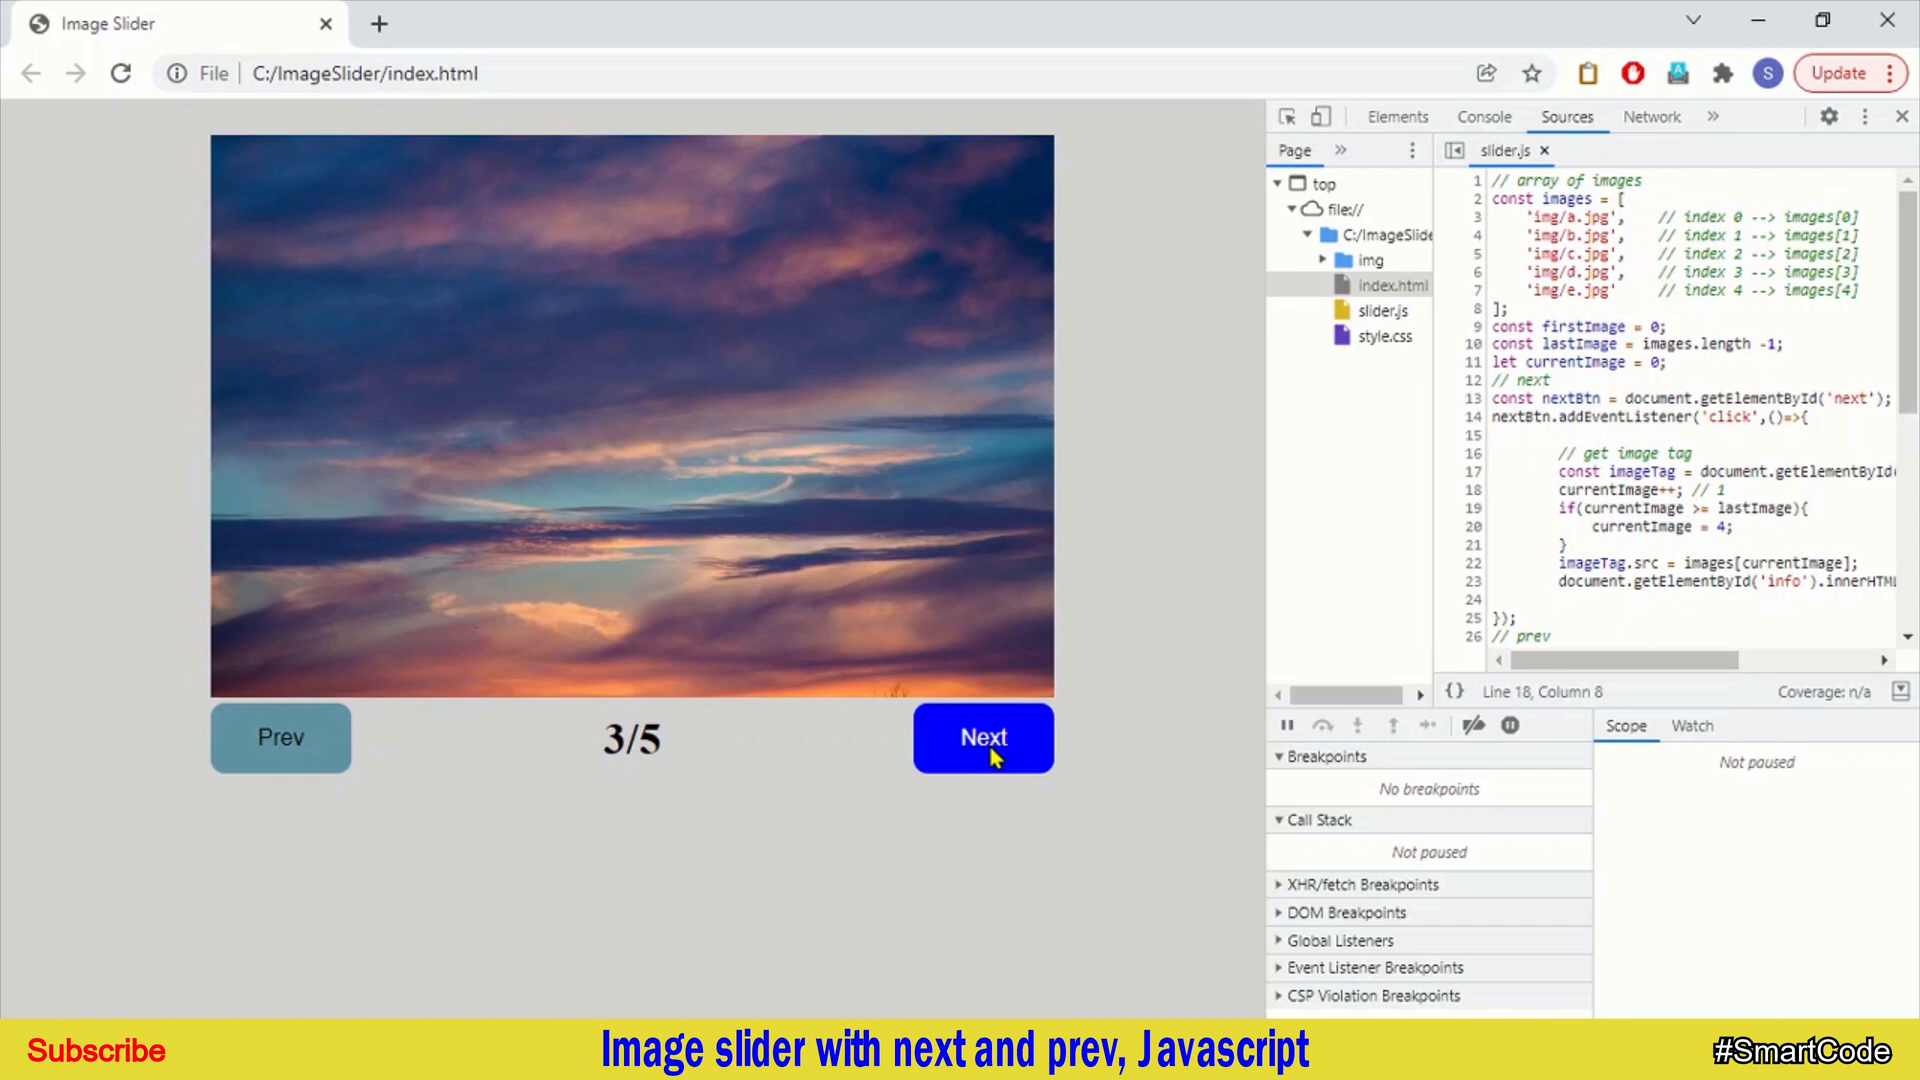 Image Slider
File
C:/ImageSlider/index.html
S
Update
Elements
Console
Sources
Network
Page
slider.js
top
file://
C:/ImageSlide
img
index.html
slider.js
style.css
1 // array of images
2 const images = [
3 'img/a.jpg', // index 0 --> images[0]
4 'img/b.jpg', // index 1 --> images[1]
5 'img/c.jpg', // index 2 --> images[2]
6 'img/d.jpg', // index 3 --> images[3]
7 'img/e.jpg' // index 4 --> images[4]
8 ];
9 const firstImage = 0;
10 const lastImage = images.length -1;
11 let currentImage = 0;
12 // next
13 const nextBtn = document.getElementById('next');
14 nextBtn.addEventListener('click',()=>{
15
16 // get image tag
17 const imageTag = document.getElementById
18 currentImage++; // 1
19 if(currentImage >= lastImage){
20 currentImage = 4;
21 }
22 imageTag.src = images[currentImage];
23 document.getElementById('info').innerHTML
24
25 });
26 // prev
{} Line 18, Column 8
Coverage: n/a
Prev
3/5
Next
Scope
Watch
Not paused
Breakpoints
No breakpoints
Call Stack
Not paused
XHR/fetch Breakpoints
DOM Breakpoints
Global Listeners
Event Listener Breakpoints
CSP Violation Breakpoints
Subscribe
Image slider with next and prev, Javascript
#SmartCode